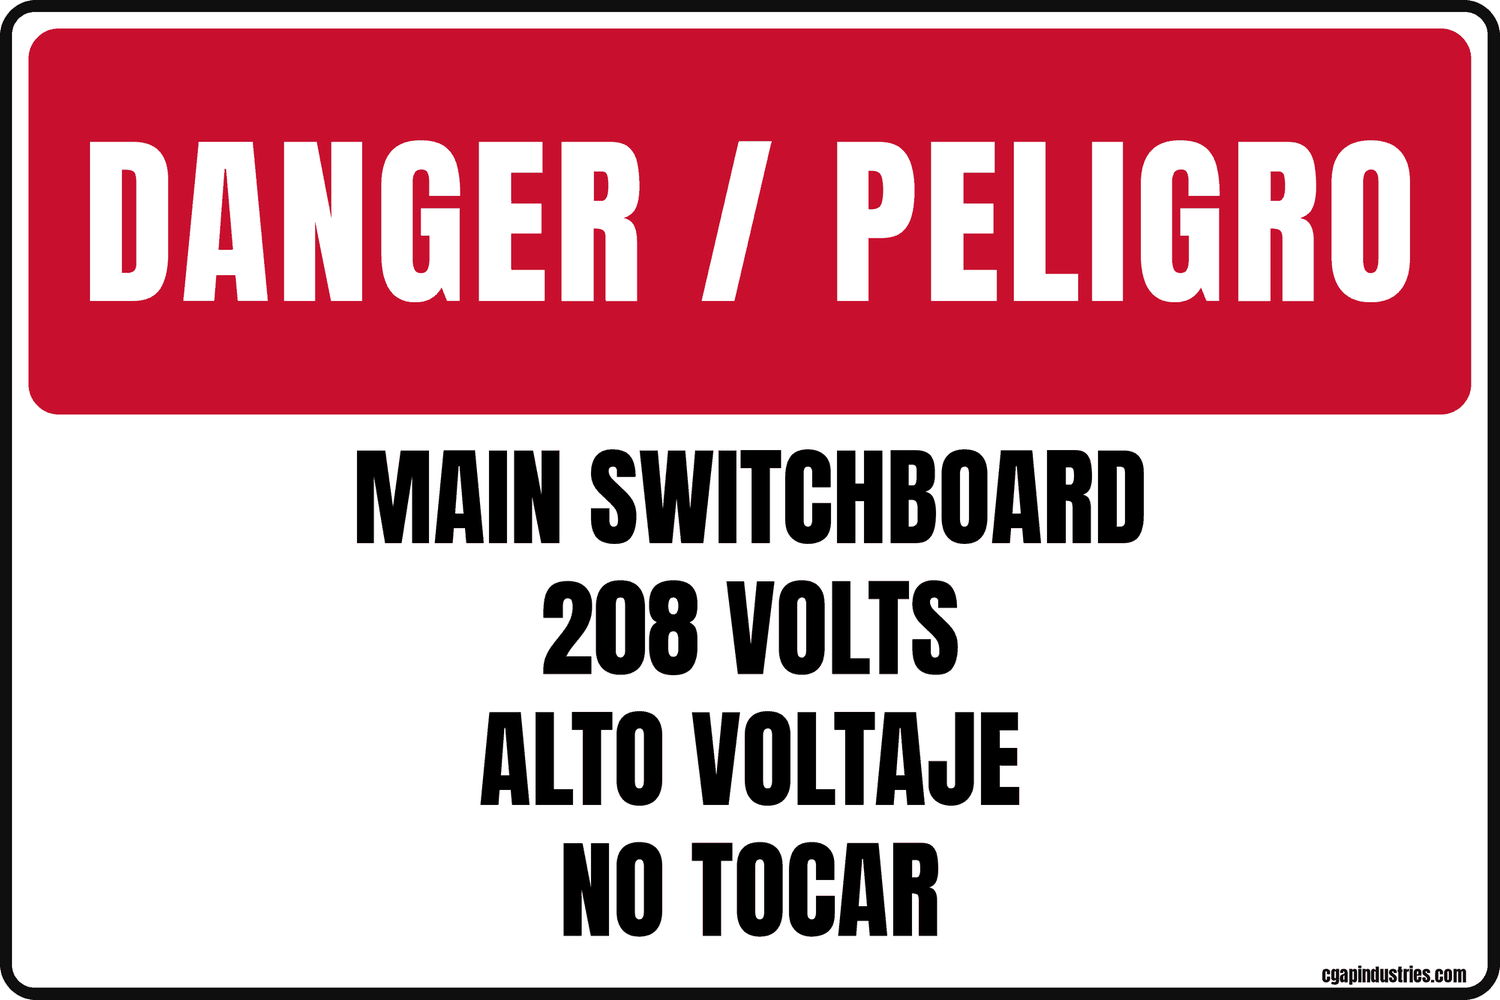 DANGER / PELIGRO
MAIN SWITCHBOARD
208 VOLTS
ALTO VOLTAJE
NO TOCAR
cgapindustries.com